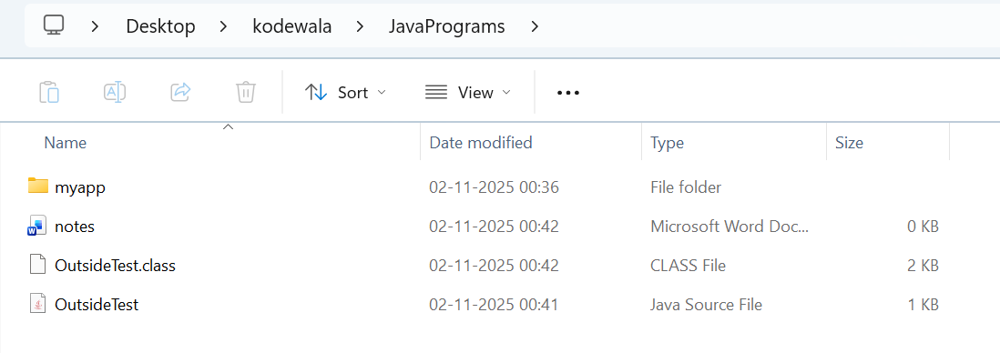 Desktop > kodewala > JavaPrograms >
Sort View ...
Name Date modified Type Size
myapp 02-11-2025 00:36 File folder
notes 02-11-2025 00:42 Microsoft Word Doc... 0 KB
OutsideTest.class 02-11-2025 00:42 CLASS File 2 KB
OutsideTest 02-11-2025 00:41 Java Source File 1 KB